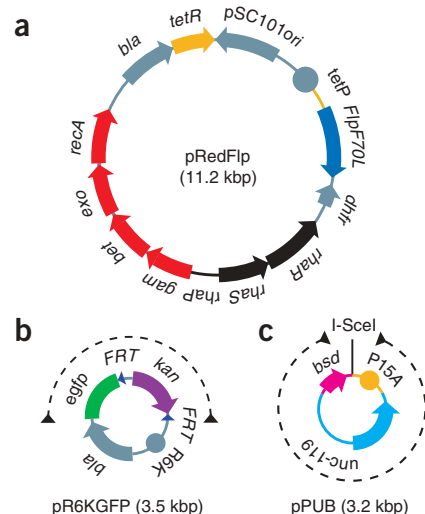 a
bla
tetR
pSC101ori
tetP
FlpF70L
dhfr
rhaR
rhaS
rhaP
gam
bet
exo
recA
pRedFlp
(11.2 kbp)
b
FRT
kan
FRT
R6K
bla
egfp
pR6KGFP (3.5 kbp)
c
I-SceI
bsd
P15A
unc-119
pPUB (3.2 kbp)